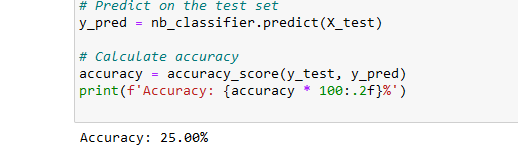 # Predict on the test set
y_pred = nb_classifier.predict(X_test)
# Calculate accuracy
accuracy = accuracy_score(y_test, y_pred)
print(f'Accuracy: {accuracy * 100:.2f}%')
Accuracy: 25.00%